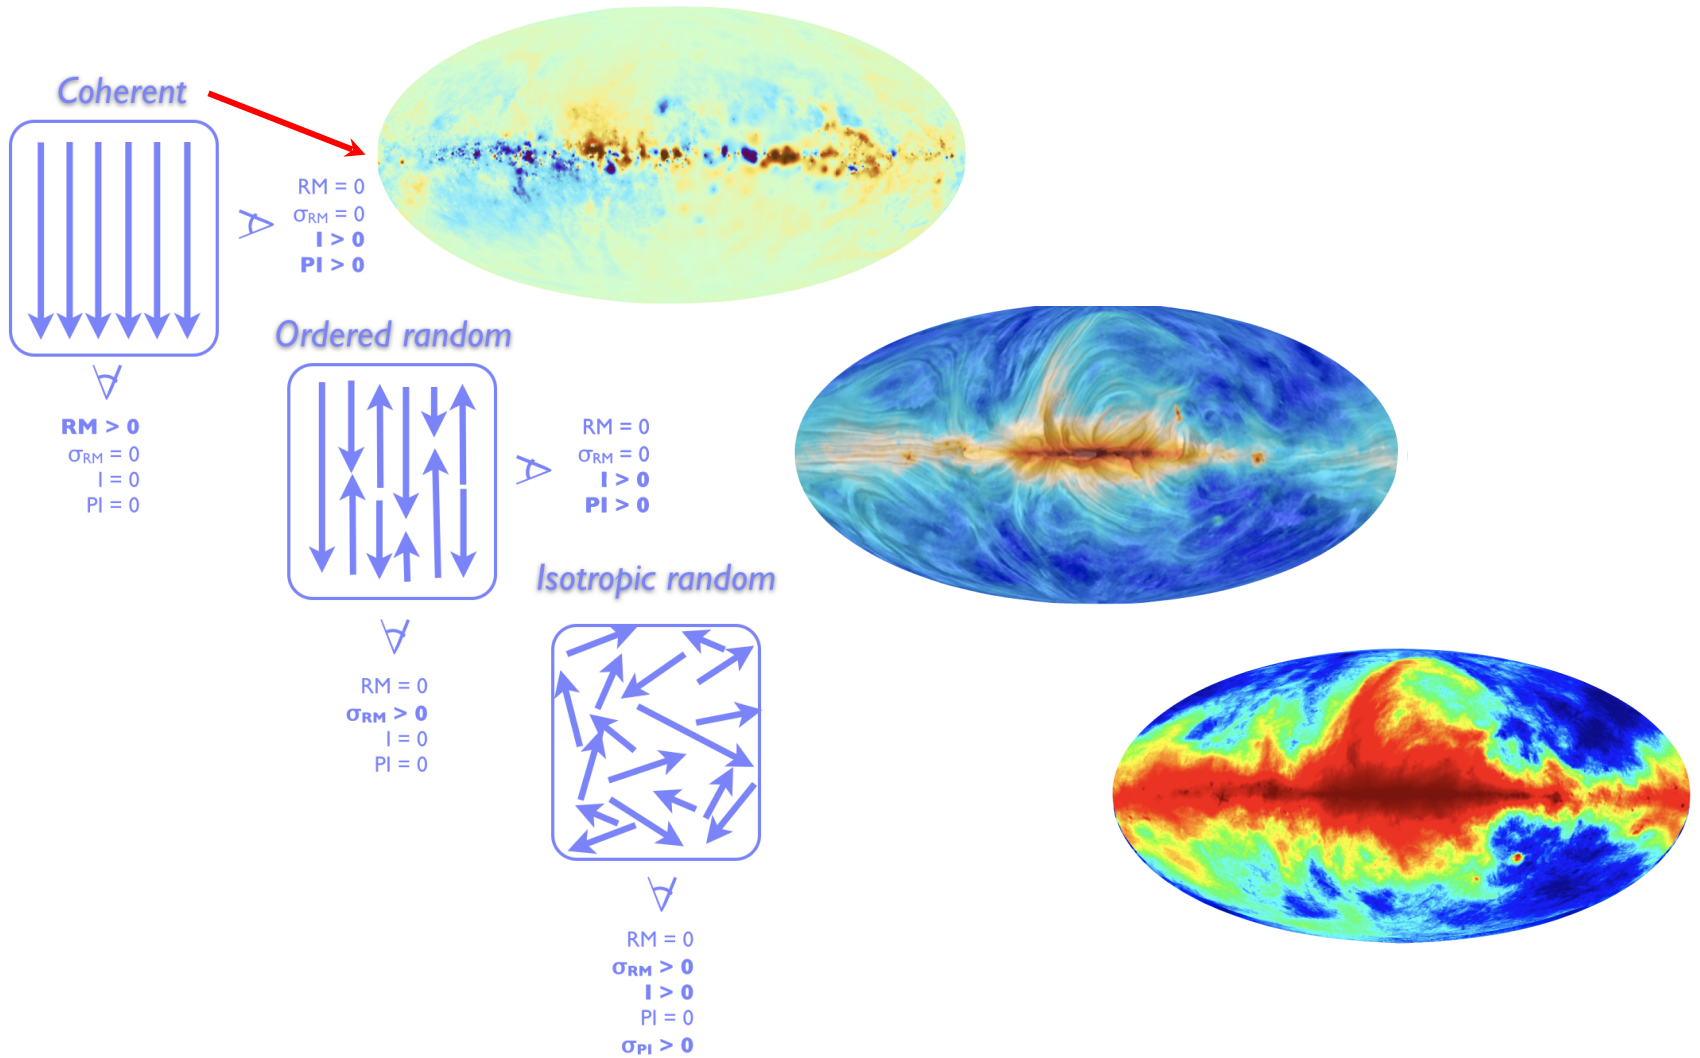 Coherent
RM = 0
σRM = 0
I > 0
PI > 0
RM > 0
σRM = 0
I = 0
PI = 0
Ordered random
RM = 0
σRM = 0
I > 0
PI > 0
RM = 0
σRM > 0
I = 0
PI = 0
Isotropic random
RM = 0
σRM > 0
I > 0
PI = 0
σPI > 0